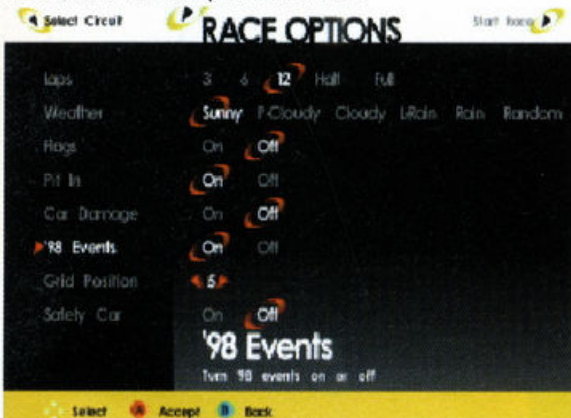 Select Circuit RACE OPTIONS Start Race
Laps 3 6 12 Half Full
Weather Sunny P-Cloudy Cloudy L-Rain Rain Random
Flags On Off
Pit In On Off
Car Damage On Off
'98 Events On Off
Grid Position 6
Safety Car On Off
'98 Events
Turn 98 events on or off
Select A Accept B Back